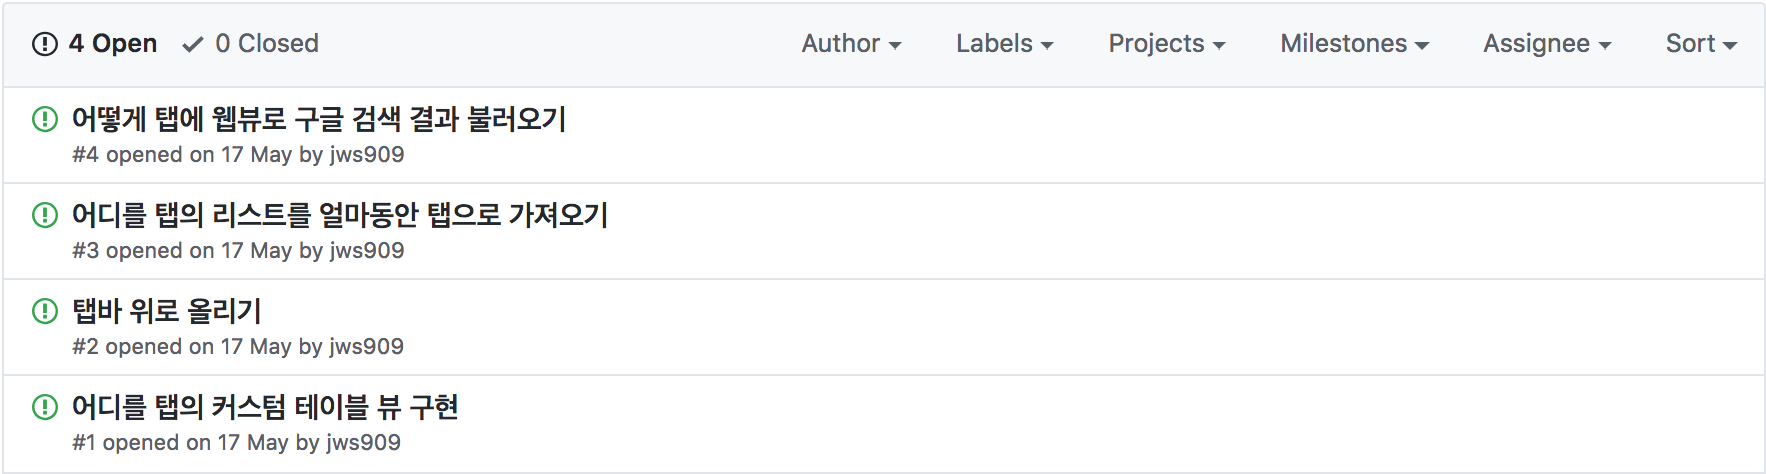 4 Open 0 Closed Author Labels Projects Milestones Assignee Sort
어떻게 탭에 웹뷰로 구글 검색 결과 불러오기
#4 opened on 17 May by jws909
어디를 탭의 리스트를 얼마동안 탭으로 가져오기
#3 opened on 17 May by jws909
탭바 위로 올리기
#2 opened on 17 May by jws909
어디를 탭의 커스텀 테이블 뷰 구현
#1 opened on 17 May by jws909